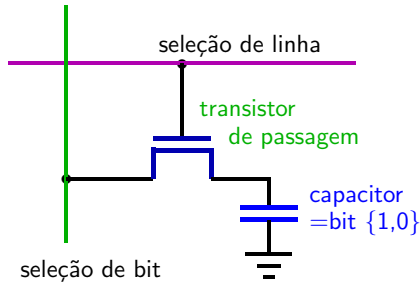 seleção de linha
transistor
de passagem
capacitor
=bit {1,0}
seleção de bit